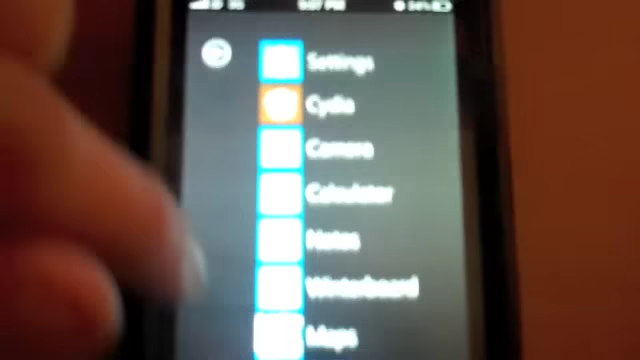 Settings
Cydia
Camera
Calculator
Notes
Winterboard
Maps